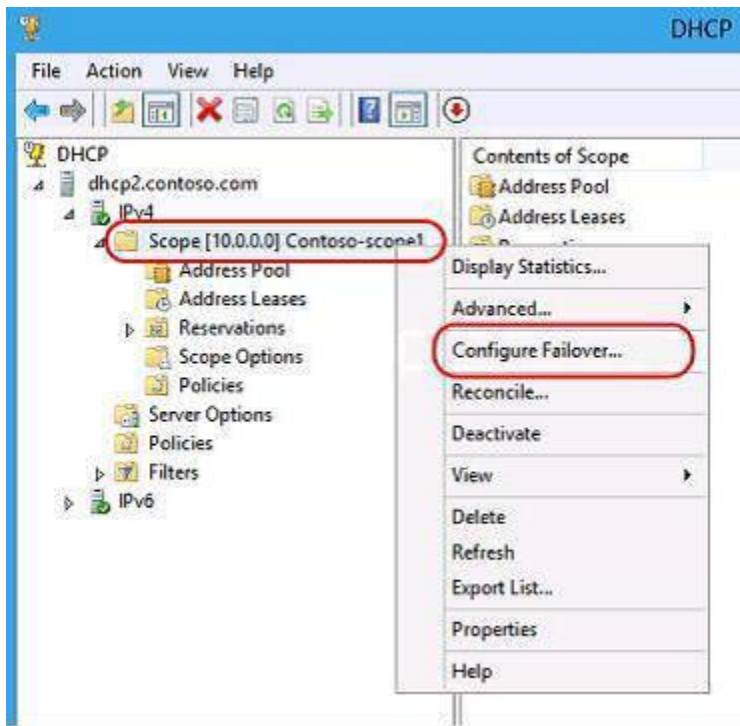 DHCP
File Action View Help
DHCP
dhcp2.contoso.com
IPv4
Scope [10.0.0.0] Contoso-scope1
Address Pool
Address Leases
Reservations
Scope Options
Policies
Server Options
Policies
Filters
IPv6
Contents of Scope
Address Pool
Address Leases
Display Statistics...
Advanced...
Configure Failover...
Reconcile...
Deactivate
View
Delete
Refresh
Export List...
Properties
Help